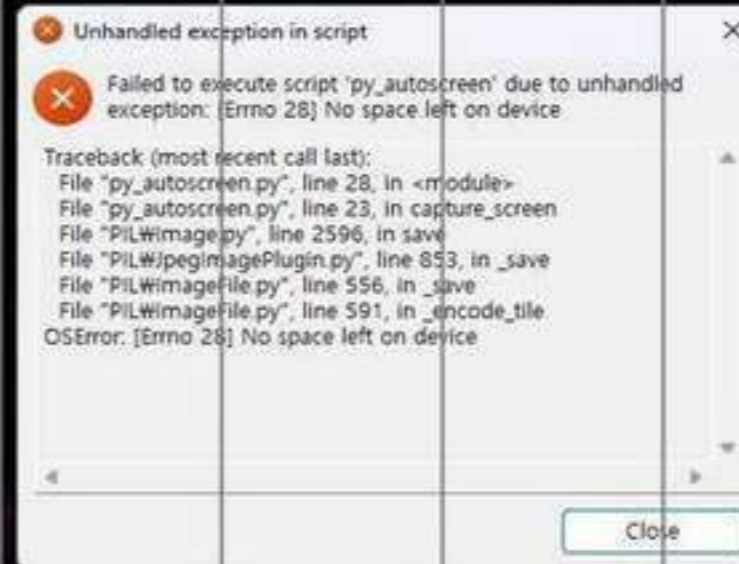 Unhandled exception in script
Failed to execute script 'py_autoscreen' due to unhandled
exception: [Errno 28] No space left on device
Traceback (most recent call last):
File "py_autoscreen.py", line 28, in <module>
File "py_autoscreen.py", line 23, in capture_screen
File "PIL₩Image.py", line 2596, in save
File "PIL₩JpegImagePlugin.py", line 853, in _save
File "PIL₩ImageFile.py", line 556, in _save
File "PIL₩ImageFile.py", line 591, in _encode_tile
OSError: [Errno 28] No space left on device
Close